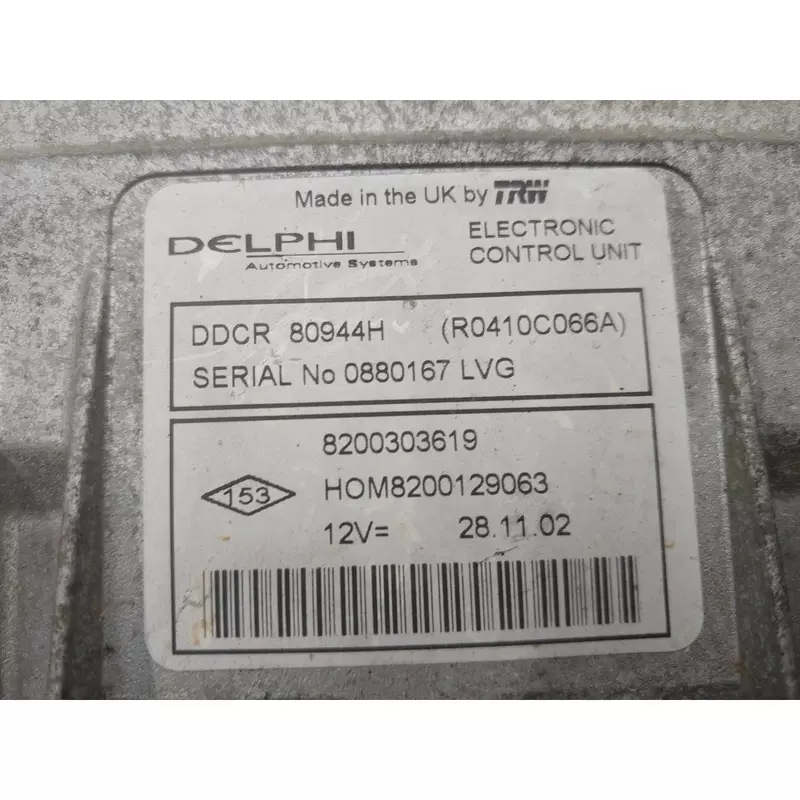 Made in the UK by TRW
DELPHI
Automotive Systems
ELECTRONIC
CONTROL UNIT
DDCR 80944H (R0410C066A)
SERIAL No 0880167 LVG
8200303619
153
HOM8200129063
12V= 28.11.02